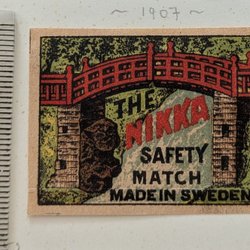 ~ 1907 ~
THE
NIKKA
SAFETY
MATCH
MADE IN SWEDEN